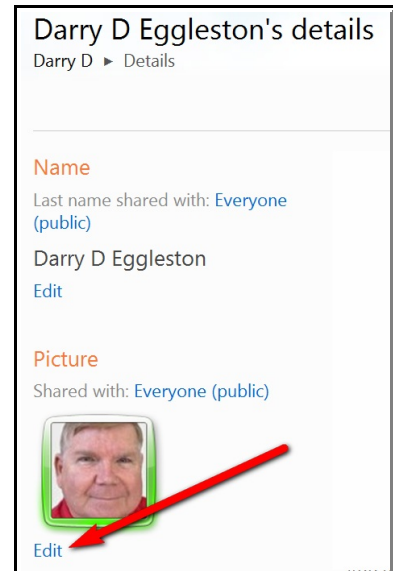 Darry D Eggleston's details
Darry D ► Details
Name
Last name shared with: Everyone
(public)
Darry D Eggleston
Edit
Picture
Shared with: Everyone (public)
Edit